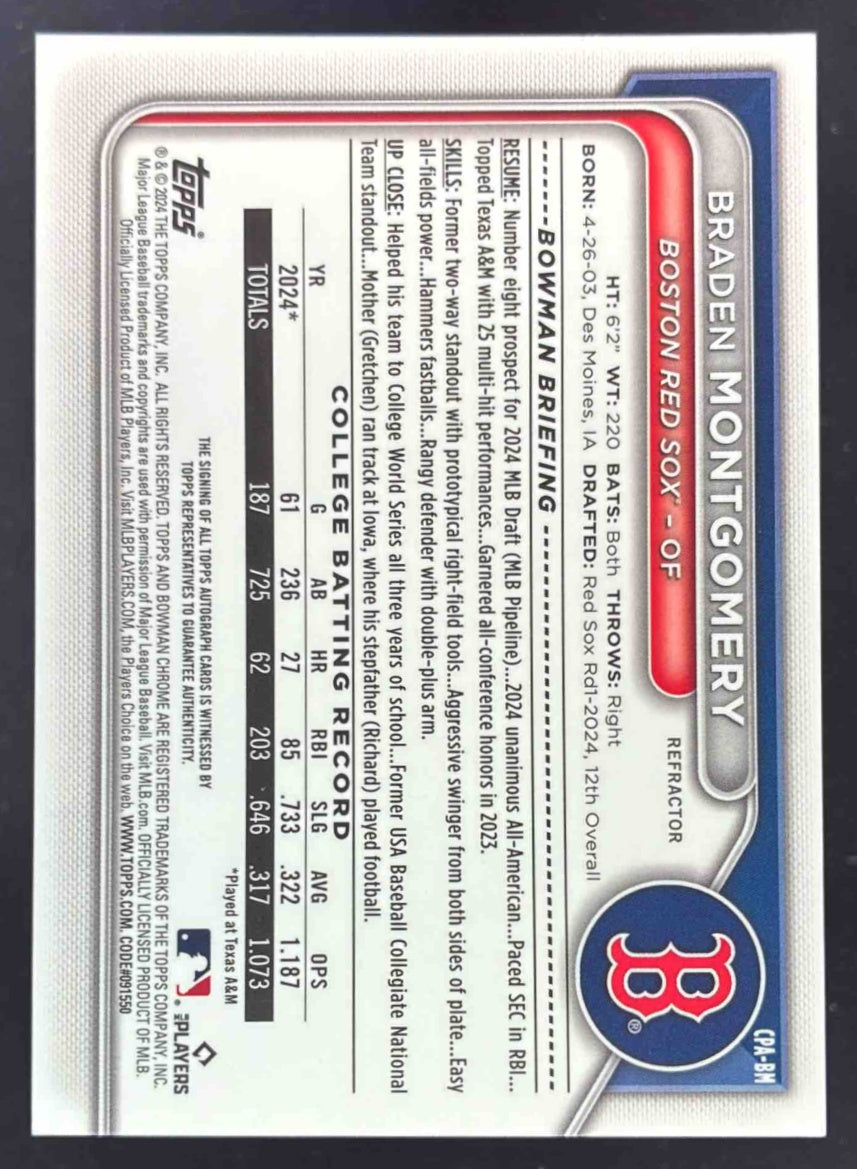 CPA-BM
BRADEN MONTGOMERY
BOSTON RED SOX® - OF
REFRACTOR
B
®
HT: 6'2" WT: 220 BATS: Both THROWS: Right
BORN: 4-26-03, Des Moines, IA DRAFTED: Red Sox Rd1-2024, 12th Overall
BOWMAN BRIEFING
RESUME: Number eight prospect for 2024 MLB Draft (MLB Pipeline)...2024 unanimous All-American...Paced SEC in RBI...
Topped Texas A&M with 25 multi-hit performances...Garnered all-conference honors in 2023.
SKILLS: Former two-way standout with prototypical right-field tools...Aggressive swinger from both sides of plate...Easy
all-fields power...Hammers fastballs...Rangy defender with double-plus arm.
UP CLOSE: Helped his team to College World Series all three years of school...Former USA Baseball Collegiate National
Team standout...Mother (Gretchen) ran track at Iowa, where his stepfather (Richard) played football.
COLLEGE BATTING RECORD
YR G AB HR RBI SLG AVG OPS
2024* 61 236 27 85 .733 .322 1.187
TOTALS 187 725 62 203 .646 .317 1.073
*Played at Texas A&M
THE SIGNING OF ALL TOPPS AUTOGRAPH CARDS IS WITNESSED BY
TOPPS REPRESENTATIVES TO GUARANTEE AUTHENTICITY.
topps®
MLB PLAYERS
® & © 2024 THE TOPPS COMPANY, INC. ALL RIGHTS RESERVED. TOPPS AND BOWMAN CHROME ARE REGISTERED TRADEMARKS OF THE TOPPS COMPANY, INC.
Major League Baseball trademarks and copyrights are used with permission of Major League Baseball. Visit MLB.com. OFFICIALLY LICENSED PRODUCT OF MLB.
Officially Licensed Product of MLB Players, Inc. Visit MLBPLAYERS.COM, the Players Choice on the web. WWW.TOPPS.COM. CODE#091550